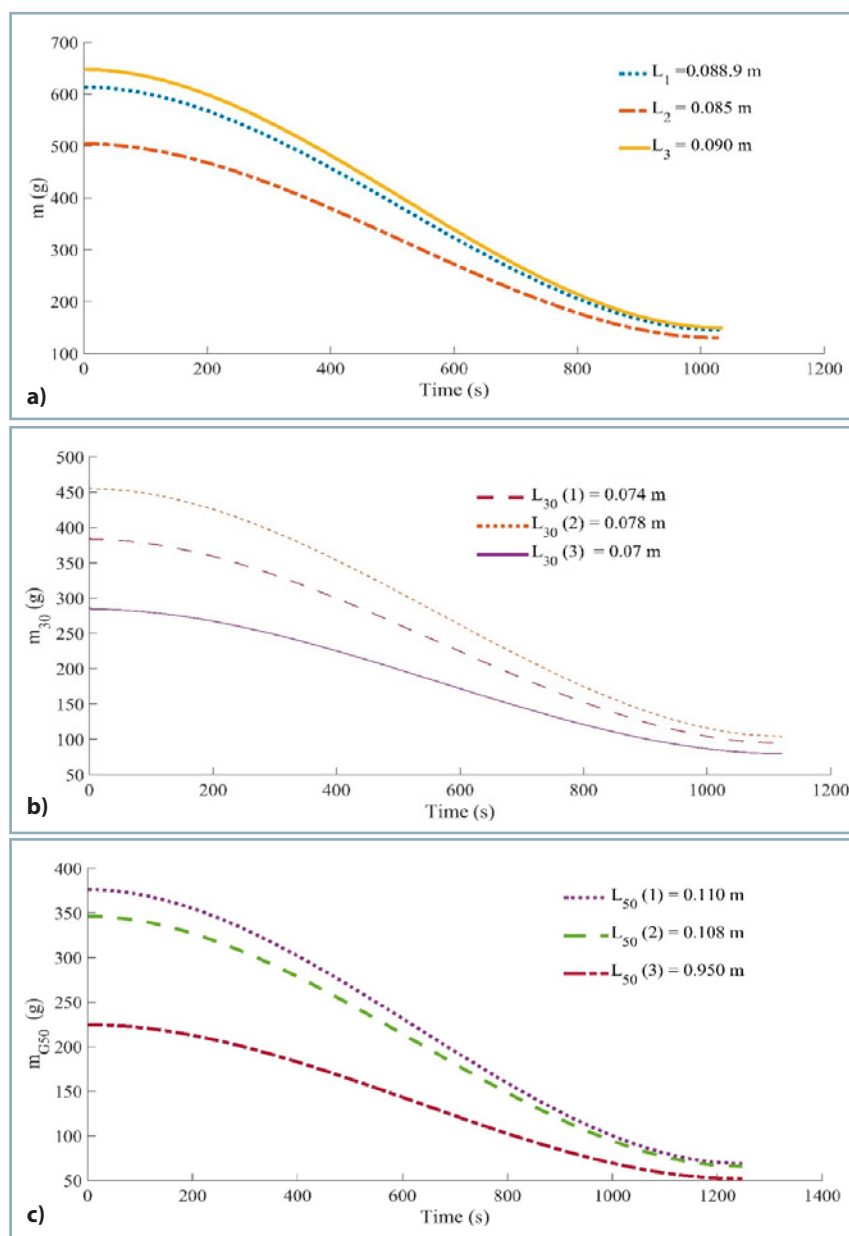 700
600
500
400
300
200
100
m (g)
0
200
400
600
800
1000
1200
Time (s)
L1 =0.088.9 m
L2 = 0.085 m
L3 = 0.090 m
a)
500
450
400
350
300
250
200
150
100
50
m_30 (g)
0
200
400
600
800
1000
1200
Time (s)
L30 (1) = 0.074 m
L30 (2) = 0.078 m
L30 (3) = 0.07 m
b)
400
350
300
250
200
150
100
50
mG50 (g)
0
200
400
600
800
1000
1200
1400
Time (s)
L50 (1) = 0.110 m
L50 (2) = 0.108 m
L50 (3) = 0.950 m
c)